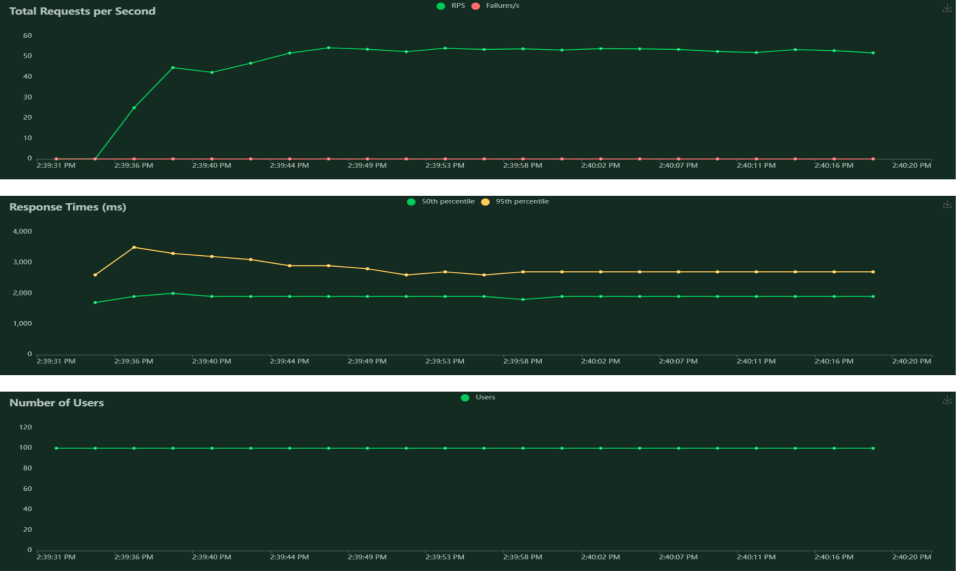 Total Requests per Second
RPS Failures/s
60
50
40
30
20
10
0
2:39:31 PM 2:39:36 PM 2:39:40 PM 2:39:44 PM 2:39:49 PM 2:39:53 PM 2:39:58 PM 2:40:02 PM 2:40:07 PM 2:40:11 PM 2:40:16 PM 2:40:20 PM
Response Times (ms)
50th percentile 95th percentile
4,000
3,000
2,000
1,000
0
2:39:31 PM 2:39:36 PM 2:39:40 PM 2:39:44 PM 2:39:49 PM 2:39:53 PM 2:39:58 PM 2:40:02 PM 2:40:07 PM 2:40:11 PM 2:40:16 PM 2:40:20 PM
Number of Users
Users
120
100
80
60
40
20
0
2:39:31 PM 2:39:36 PM 2:39:40 PM 2:39:44 PM 2:39:49 PM 2:39:53 PM 2:39:58 PM 2:40:02 PM 2:40:07 PM 2:40:11 PM 2:40:16 PM 2:40:20 PM